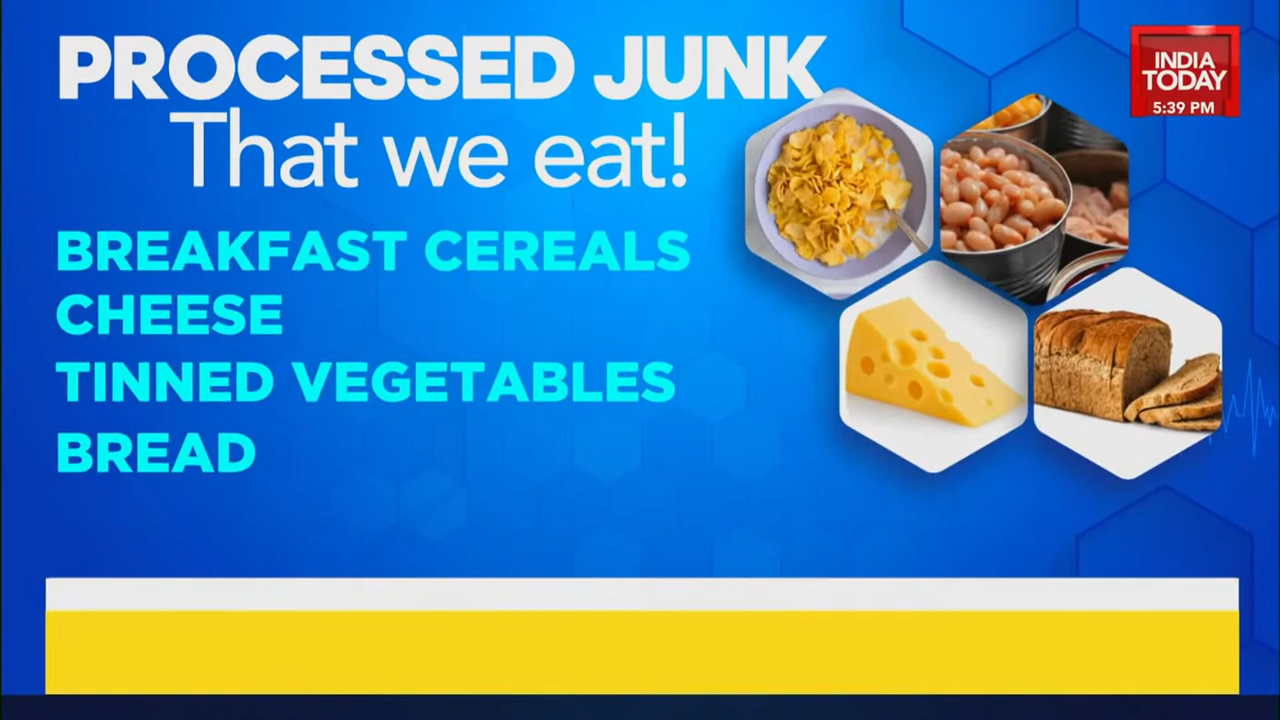 PROCESSED JUNK
That we eat!
BREAKFAST CEREALS
CHEESE
TINNED VEGETABLES
BREAD
INDIA
TODAY
5:39 PM